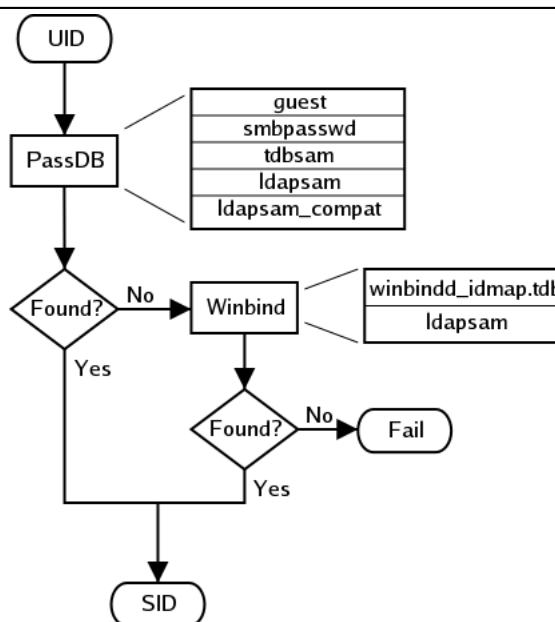 UID
PassDB
guest
smbpasswd
tdbsam
ldapsam
ldapsam_compat
Found?
No
Winbind
winbindd_idmap.tdb
ldapsam
Yes
Found?
No
Fail
Yes
SID